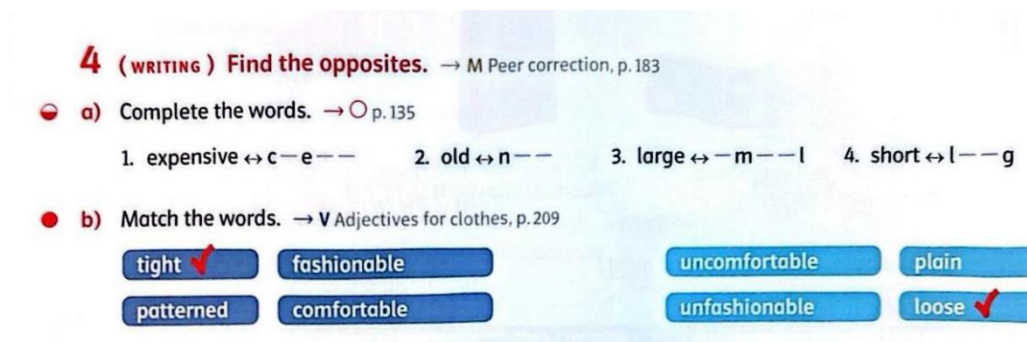 4 (WRITING) Find the opposites. → M Peer correction, p. 183
a) Complete the words. → ○ p. 135
1. expensive ↔ c — e — — 2. old ↔ n — — 3. large ↔ — m — — l 4. short ↔ l — — g
b) Match the words. → V Adjectives for clothes, p. 209
tight fashionable uncomfortable plain
patterned comfortable unfashionable loose